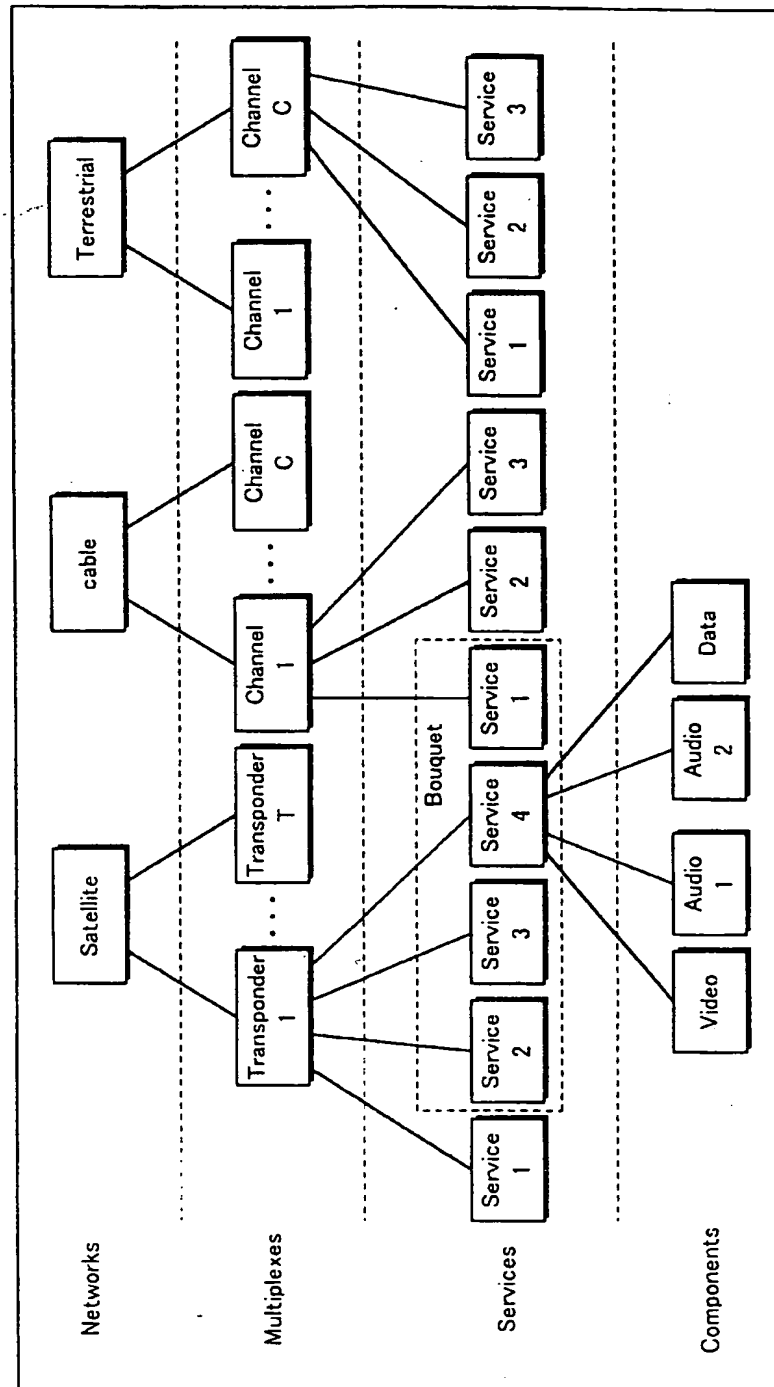 Networks
Satellite
cable
Terrestrial
Multiplexes
Transponder
1
. . .
Transponder
T
Channel
1
. . .
Channel
C
Channel
1
. . .
Channel
C
Services
Bouquet
Service
1
Service
2
Service
3
Service
4
Service
1
Service
2
Service
3
Service
1
Service
2
Service
3
Components
Video
Audio
1
Audio
2
Data